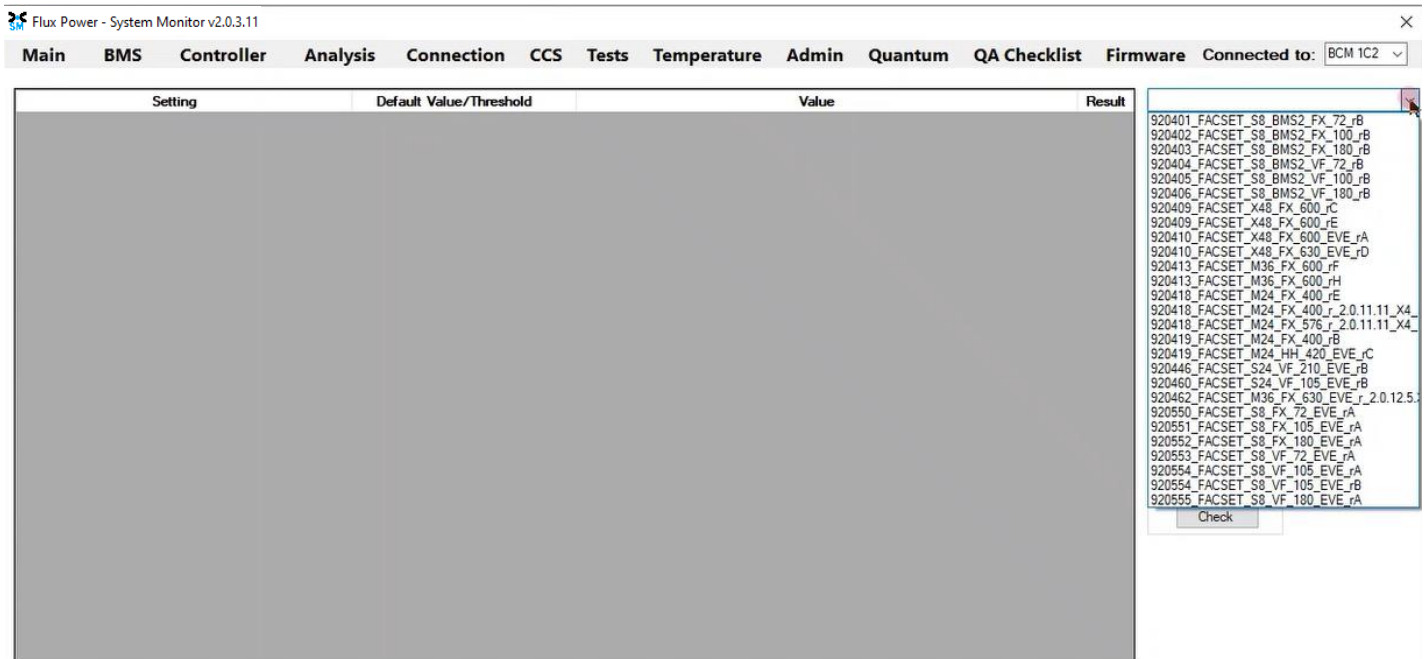 Flux Power - System Monitor v2.0.3.11
Main BMS Controller Analysis Connection CCS Tests Temperature Admin Quantum QA Checklist Firmware Connected to: BCM 1C2
Setting Default Value/Threshold Value Result
920401_FACSET_S8_BMS2_FX_72_rB
920402_FACSET_S8_BMS2_FX_100_rB
920403_FACSET_S8_BMS2_FX_180_rB
920404_FACSET_S8_BMS2_VF_72_rB
920405_FACSET_S8_BMS2_VF_100_rB
920406_FACSET_S8_BMS2_VF_180_rB
920409_FACSET_X48_FX_600_rC
920409_FACSET_X48_FX_600_rE
920410_FACSET_X48_FX_600_EVE_rA
920410_FACSET_X48_FX_630_EVE_rD
920413_FACSET_M36_FX_600_rF
920413_FACSET_M36_FX_600_rH
920418_FACSET_M24_FX_400_rE
920418_FACSET_M24_FX_400_r_2.0.11.11_X4_
920418_FACSET_M24_FX_576_r_2.0.11.11_X4_
920419_FACSET_M24_FX_400_rB
920419_FACSET_M24_HH_420_EVE_rC
920446_FACSET_S24_VF_210_EVE_rB
920460_FACSET_S24_VF_105_EVE_rB
920462_FACSET_M36_FX_630_EVE_r_2.0.12.5.
920550_FACSET_S8_FX_72_EVE_rA
920551_FACSET_S8_FX_105_EVE_rA
920552_FACSET_S8_FX_180_EVE_rA
920553_FACSET_S8_VF_72_EVE_rA
920554_FACSET_S8_VF_105_EVE_rA
920554_FACSET_S8_VF_105_EVE_rB
920555_FACSET_S8_VF_180_EVE_rA
Check